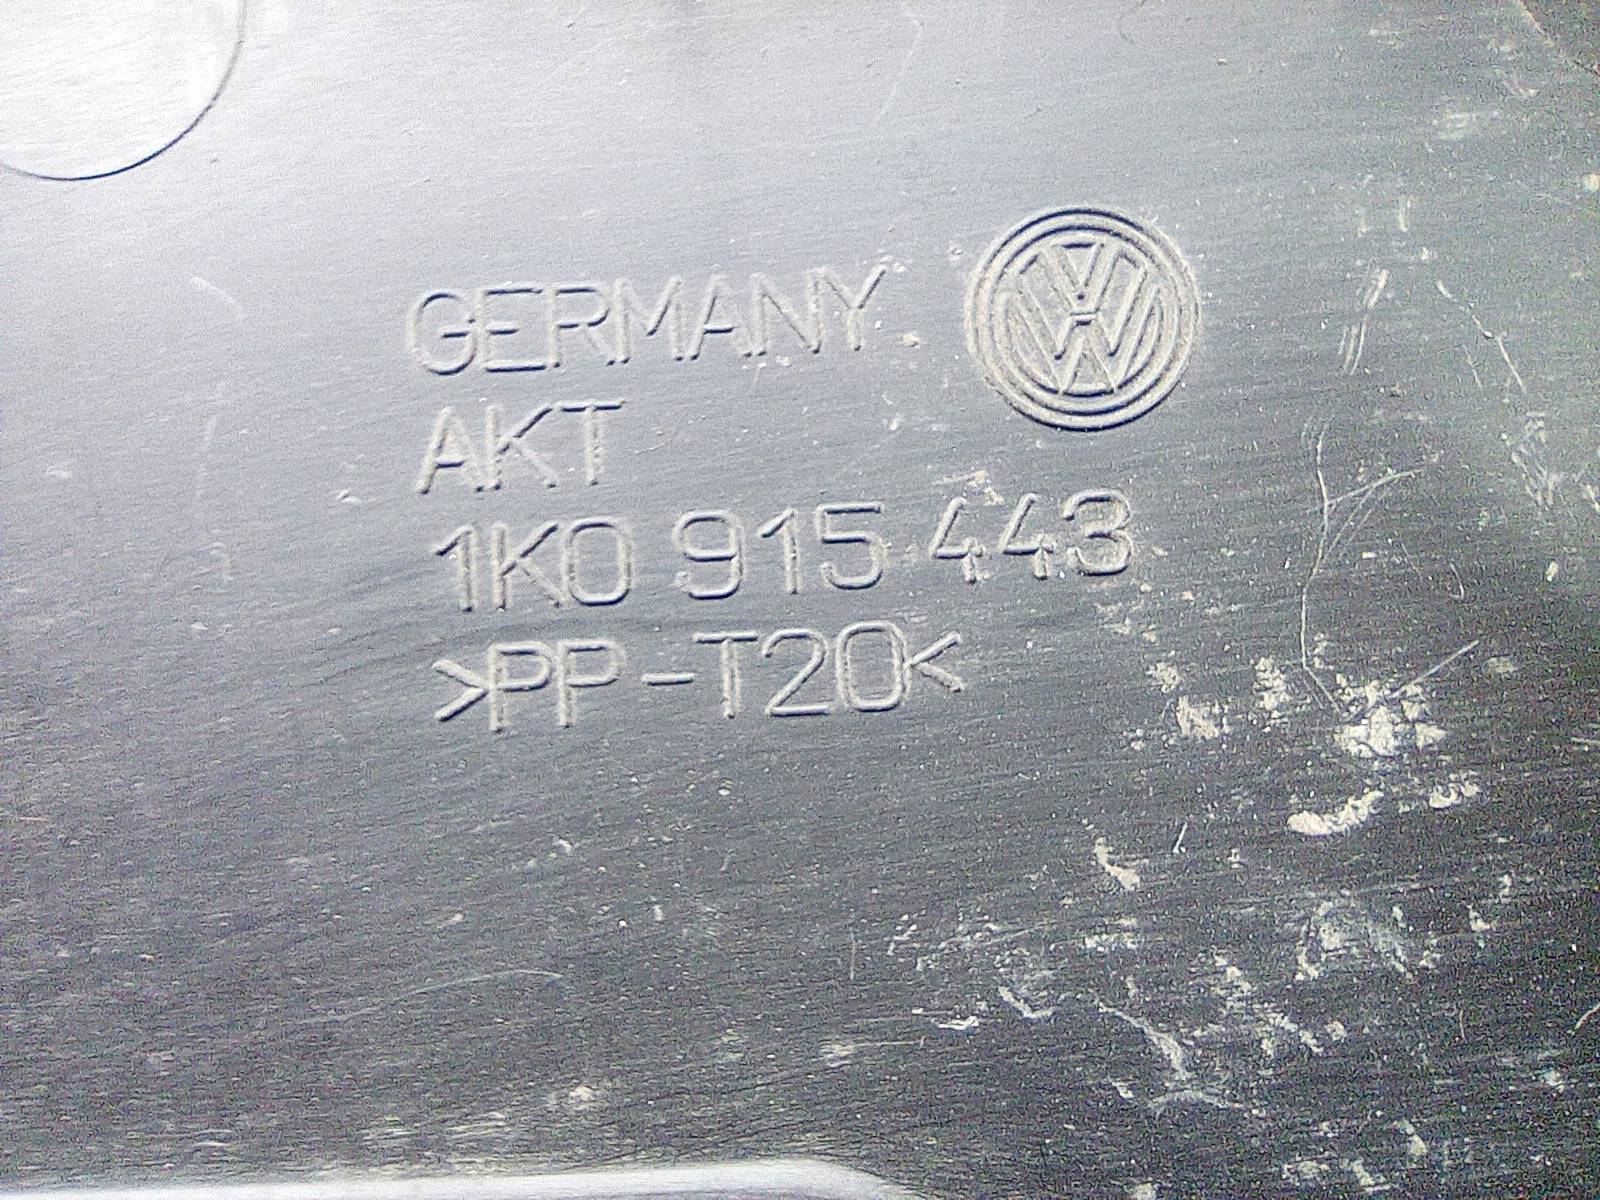 GERMANY
AKT
1K0 915 443
>PP-T20<